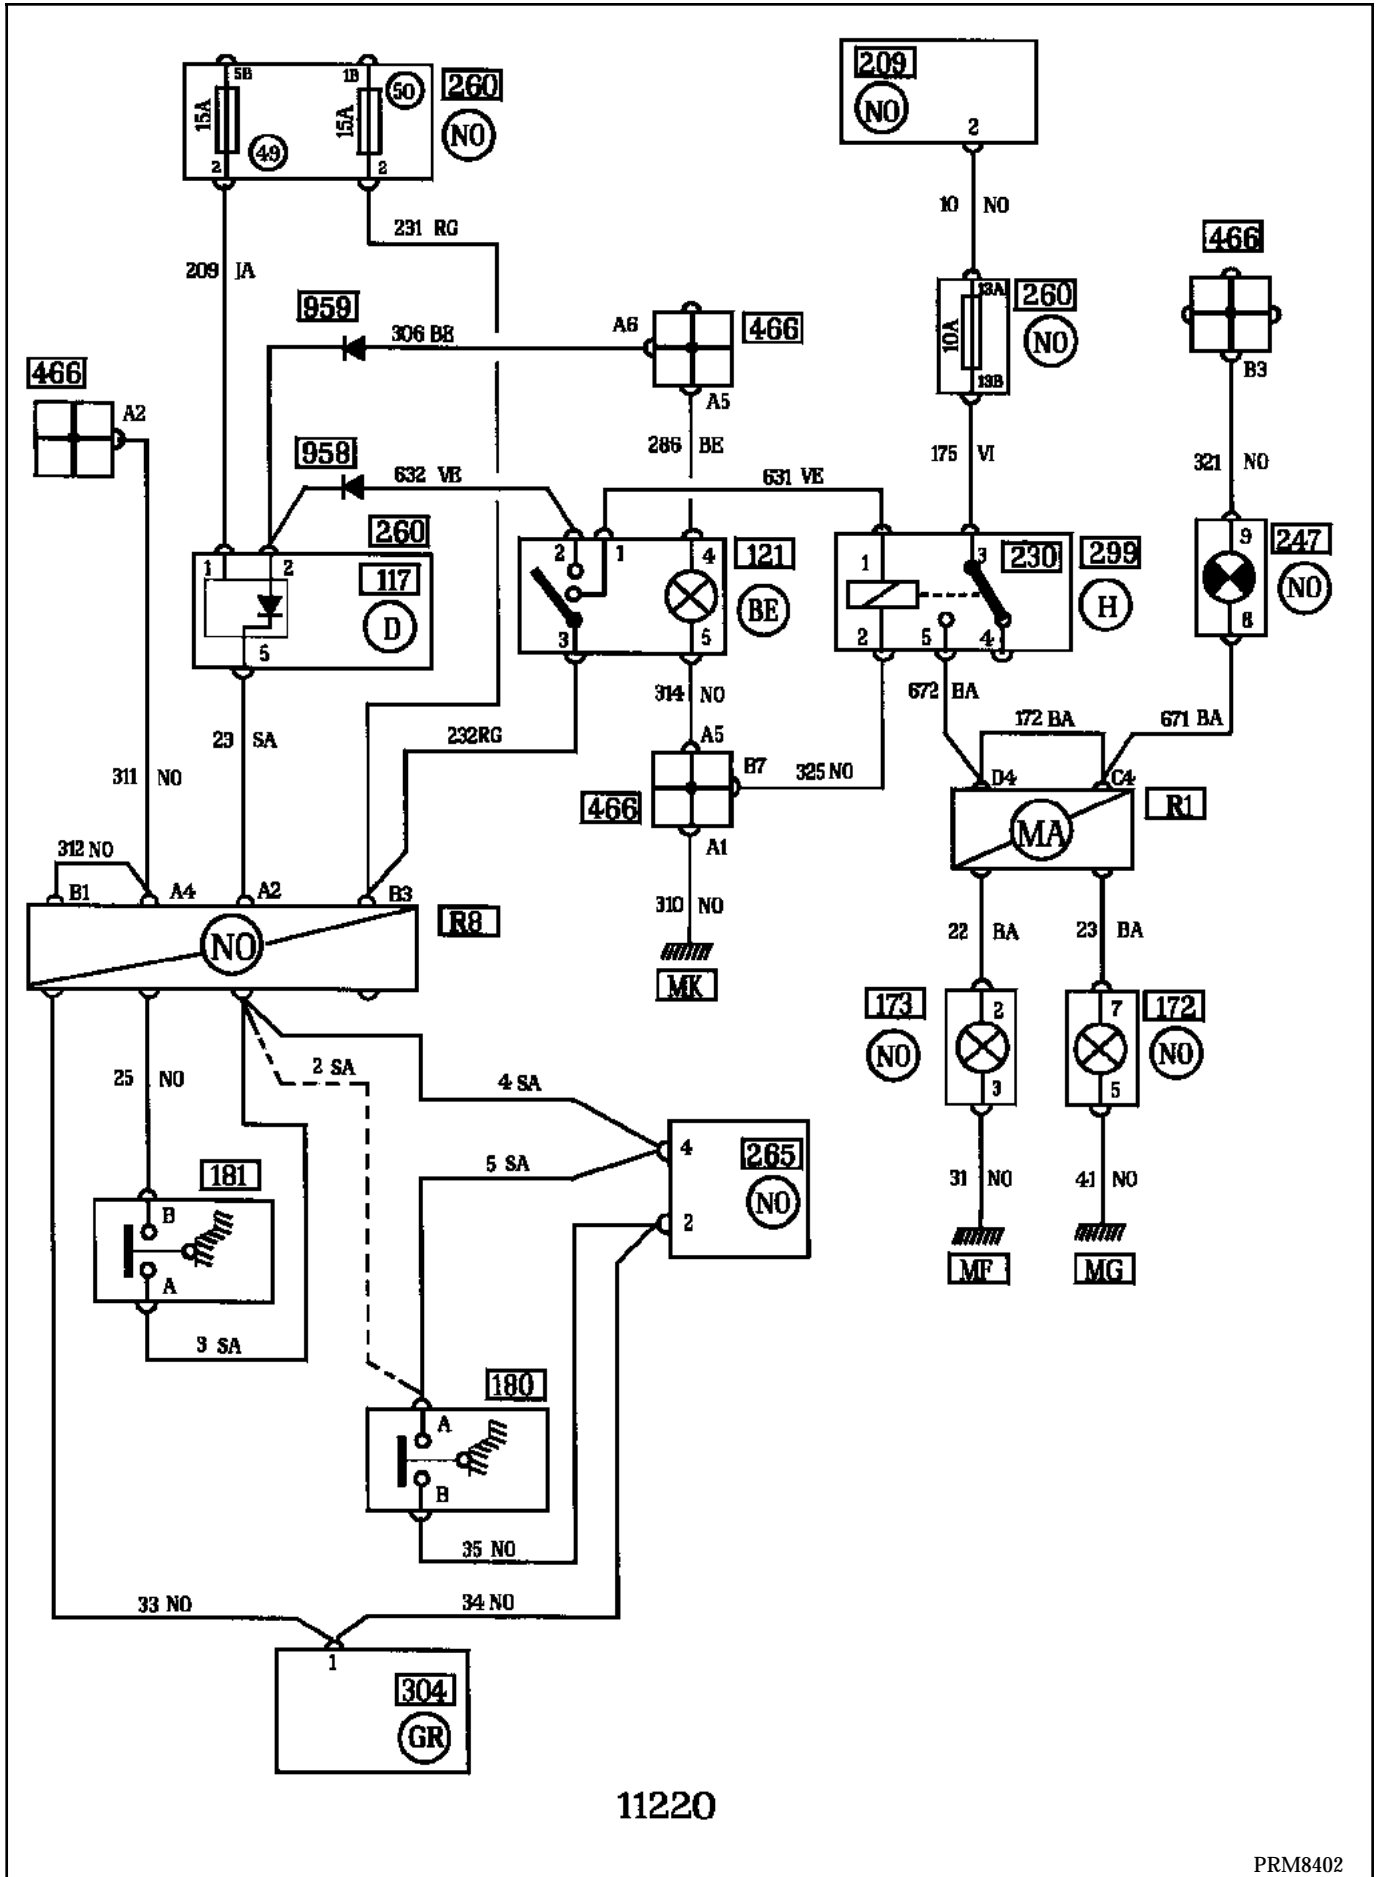 5B
1B
50
260
15A
15A
49
NO
2
2
209
NO
2
231 RG
10 NO
466
209 JA
959
306 BE
A6
466
13A
260
10A
NO
13B
B3
466
A2
A5
958
632 VE
286 BE
631 VE
175 VI
321 NO
260
1
2
117
D
5
2
1
4
121
BE
3
5
1
3
230
299
H
2
5
4
9
247
NO
8
23 SA
232RG
314 NO
672 BA
172 BA
671 BA
311 NO
A5
B7
325 NO
466
A1
D4
C4
MA
R1
312 NO
B1
A4
A2
B3
NO
R8
310 NO
MK
22 BA
23 BA
173
NO
2
3
7
172
NO
5
25 NO
2 SA
4 SA
4
265
NO
2
5 SA
181
B
A
31 NO
41 NO
MF
MG
3 SA
180
A
B
35 NO
33 NO
34 NO
1
304
GR
11220
PRM8402